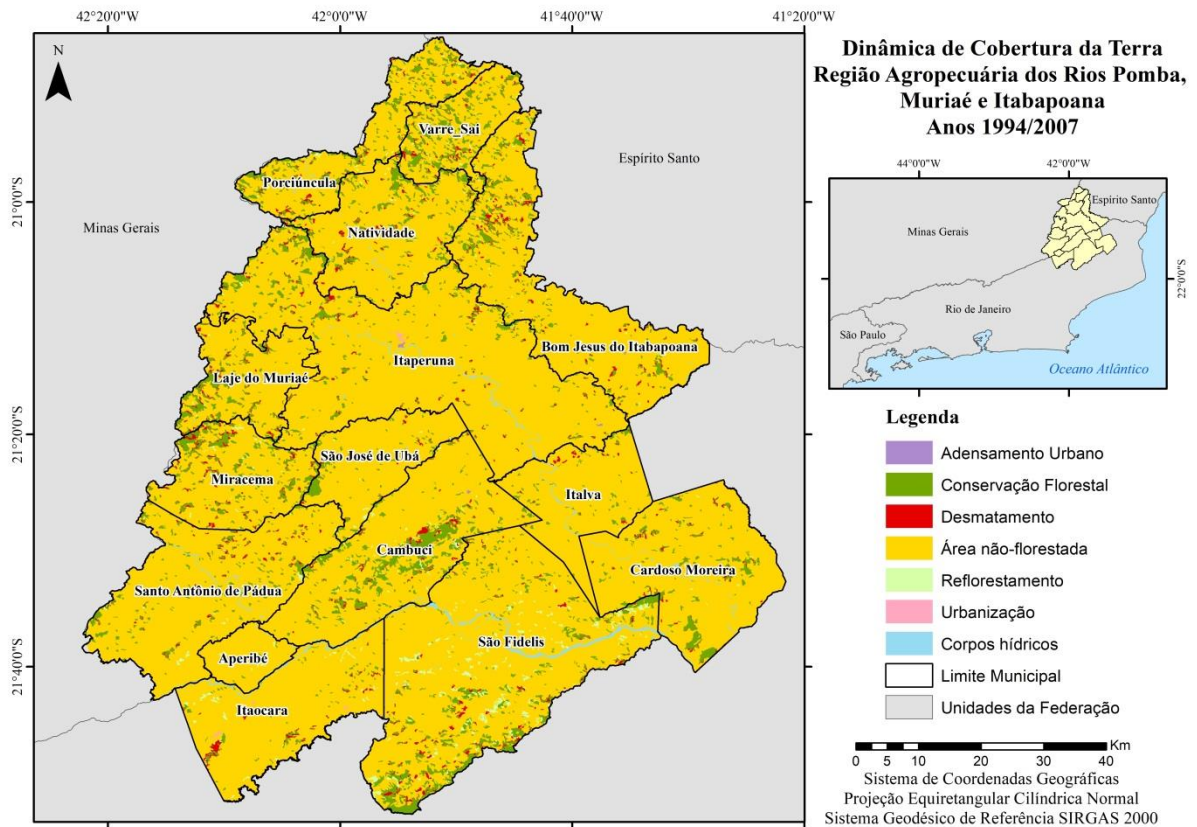 42°20'0"W 42°0'0"W 41°40'0"W 41°20'0"W
N
21°0'0"S
21°20'0"S
21°40'0"S
Varre_Sai
Espírito Santo
Porciúncula
Minas Gerais
Natividade
Itaperuna
Bom Jesus do Itabapoana
Laje do Muriaé
São José de Ubá
Miracema
Italva
Cambuci
Cardoso Moreira
Santo Antônio de Pádua
São Fidelis
Aperibé
Itaocara
Dinâmica de Cobertura da Terra
Região Agropecuária dos Rios Pomba,
Muriaé e Itabapoana
Anos 1994/2007
44°0'0"W 42°0'0"W
Espírito Santo
Minas Gerais
22°0'0"S
Rio de Janeiro
São Paulo
Oceano Atlântico
Legenda
Adensamento Urbano
Conservação Florestal
Desmatamento
Área não-florestada
Reflorestamento
Urbanização
Corpos hídricos
Limite Municipal
Unidades da Federação
Km
0 5 10 20 30 40
Sistema de Coordenadas Geográficas
Projeção Equiretangular Cilíndrica Normal
Sistema Geodésico de Referência SIRGAS 2000